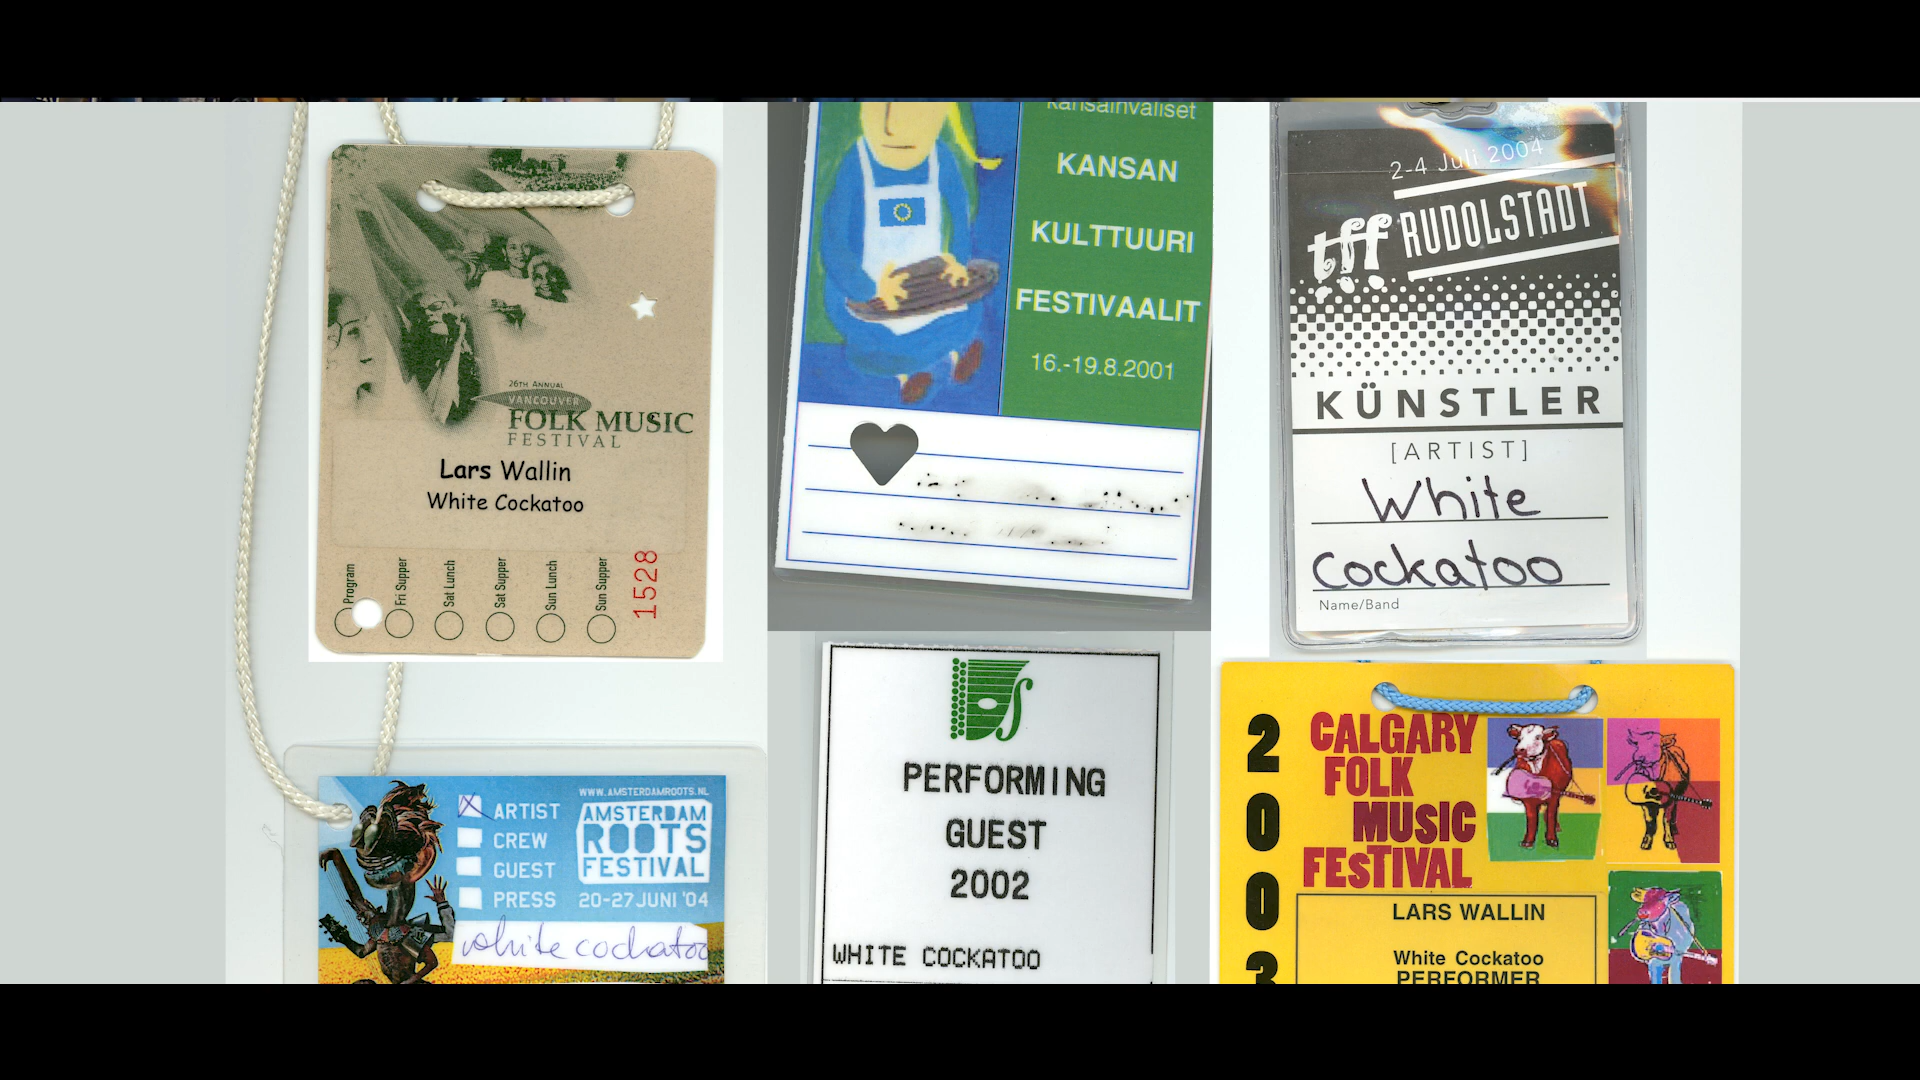 26TH ANNUAL
VANCOUVER
FOLK MUSIC
FESTIVAL
Lars Wallin
White Cockatoo
Program
Fri Supper
Sat Lunch
Sat Supper
Sun Lunch
Sun Supper
1528
kansainväliset
KANSAN
KULTTUURI
FESTIVAALIT
16.-19.8.2001
2-4 Juli 2004
tff RUDOLSTADT
KÜNSTLER
[ARTIST]
White
Cockatoo
Name/Band
WWW.AMSTERDAMROOTS.NL
AMSTERDAM
ROOTS
FESTIVAL
20-27 JUNI '04
ARTIST
CREW
GUEST
PRESS
white cockatoo
PERFORMING
GUEST
2002
WHITE COCKATOO
2003
CALGARY
FOLK
MUSIC
FESTIVAL
LARS WALLIN
White Cockatoo
PERFORMER